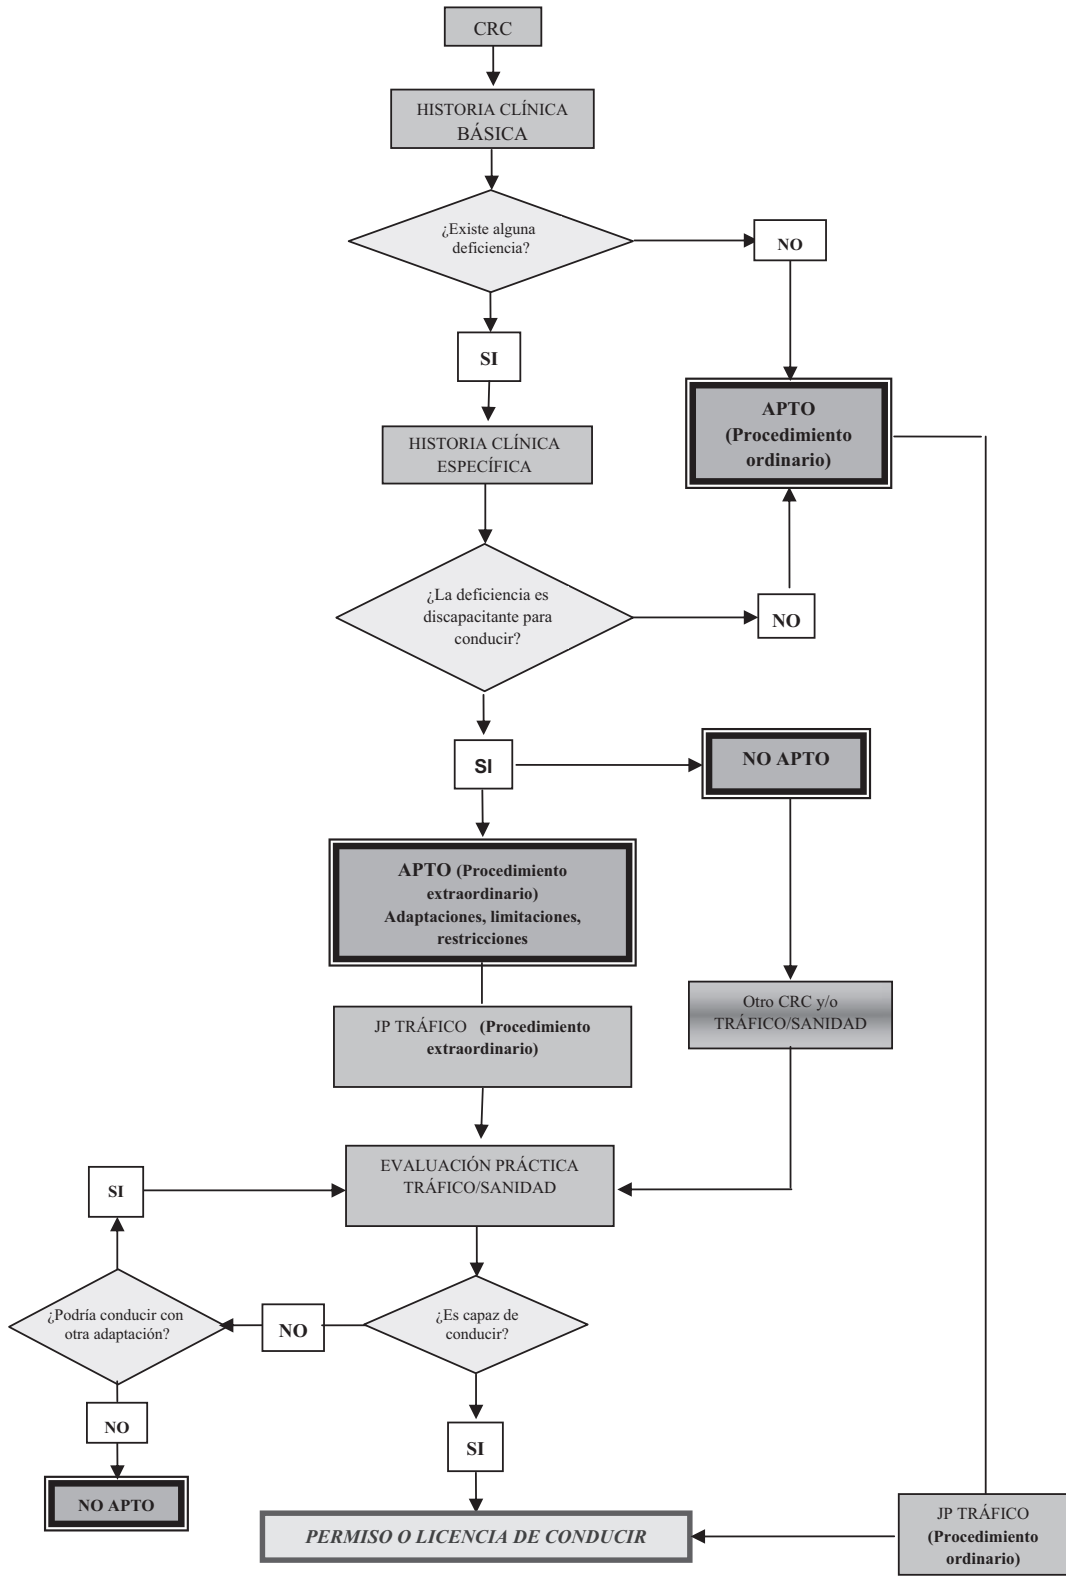 CRC
HISTORIA CLÍNICA
BÁSICA
¿Existe alguna
deficiencia?
NO
SI
APTO
(Procedimiento
ordinario)
HISTORIA CLÍNICA
ESPECÍFICA
¿La deficiencia es
discapacitante para
conducir?
NO
SI
NO APTO
APTO (Procedimiento
extraordinario)
Adaptaciones, limitaciones,
restricciones
Otro CRC y/o
TRÁFICO/SANIDAD
JP TRÁFICO (Procedimiento
extraordinario)
EVALUACIÓN PRÁCTICA
TRÁFICO/SANIDAD
SI
¿Podría conducir con
otra adaptación?
NO
¿Es capaz de
conducir?
NO
SI
NO APTO
PERMISO O LICENCIA DE CONDUCIR
JP TRÁFICO
(Procedimiento
ordinario)